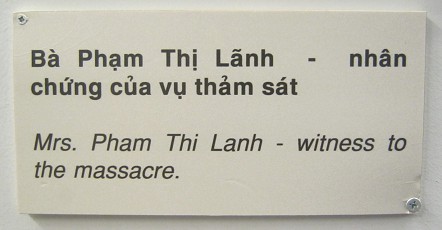 Bà Phạm Thị Lãnh - nhân
chứng của vụ thảm sát
Mrs. Pham Thi Lanh - witness to
the massacre.